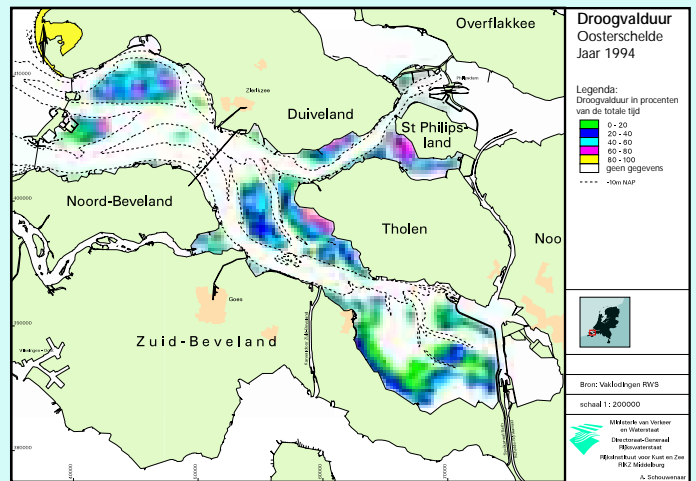 Droogvalduur
Oosterschelde
Jaar 1994
Legenda:
Droogvalduur in procenten
van de totale tijd
0 - 20
20 - 40
40 - 60
60 - 80
80 - 100
geen gegevens
-10m NAP
Overflakkee
Zierikzee
Duiveland
St Philips-
land
Noord-Beveland
Tholen
Noo
Goes
Zuid-Beveland
Bron: Vaklodingen RWS
schaal 1 : 200000
Ministerie van Verkeer
en Waterstaat
Directoraat-Generaal
Rijkswaterstaat
Rijksinstituut voor Kust en Zee
RIKZ Middelburg
A. Schouwenaar